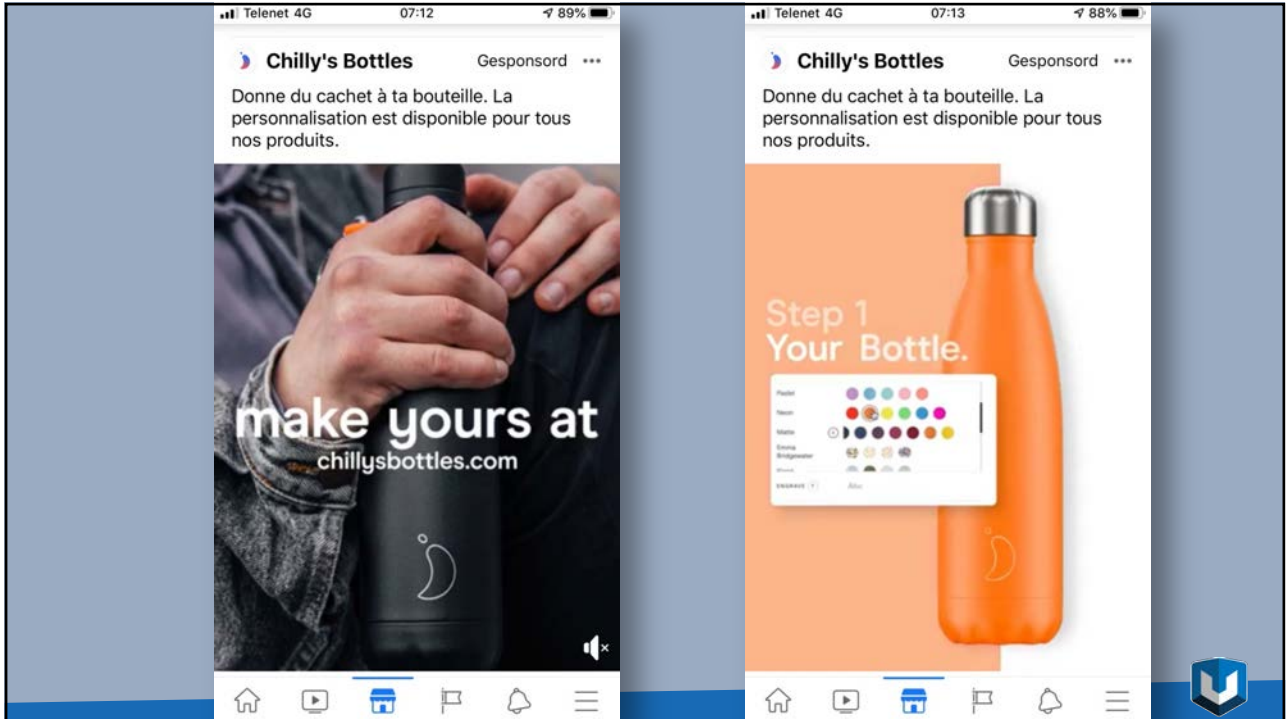 Telenet 4G 07:12 89%
Chilly's Bottles Gesponsord
Donne du cachet à ta bouteille. La
personnalisation est disponible pour tous
nos produits.
make yours at
chillysbottles.com
Telenet 4G 07:13 88%
Chilly's Bottles Gesponsord
Donne du cachet à ta bouteille. La
personnalisation est disponible pour tous
nos produits.
Step 1
Your Bottle.
Pastel
Neon
Matte
Emma
Bridgewater
ENGRAVE